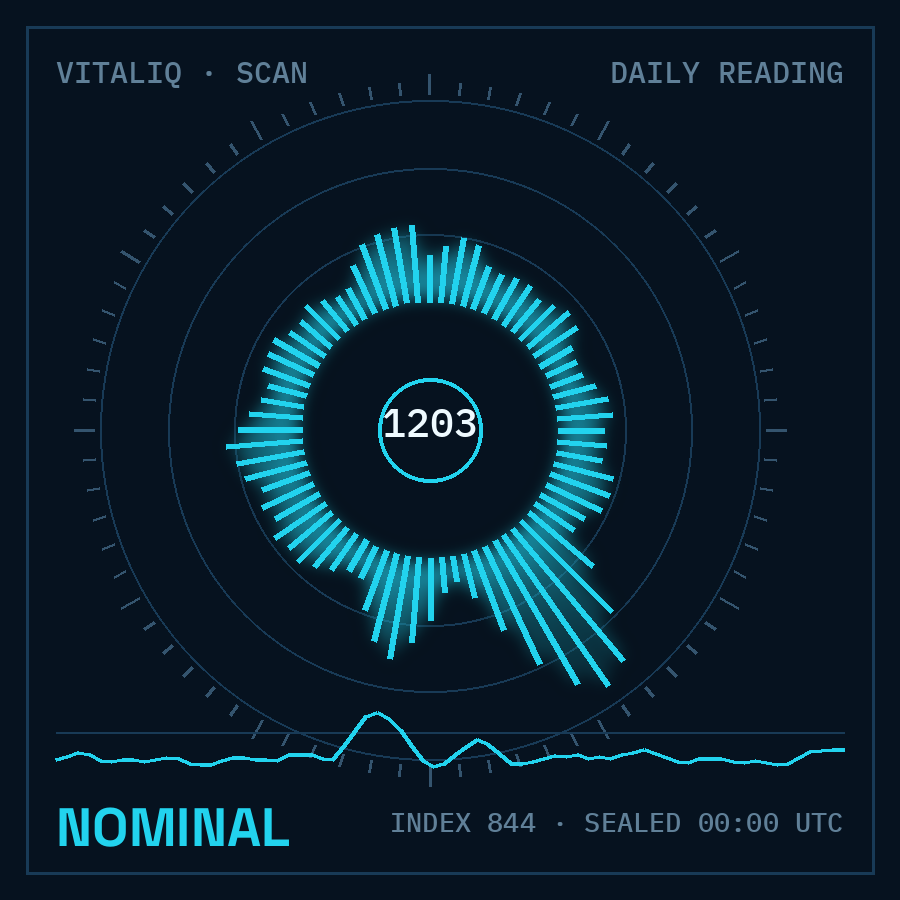 VITALIQ · SCAN
DAILY READING
1203
NOMINAL
INDEX 844 · SEALED 00:00 UTC